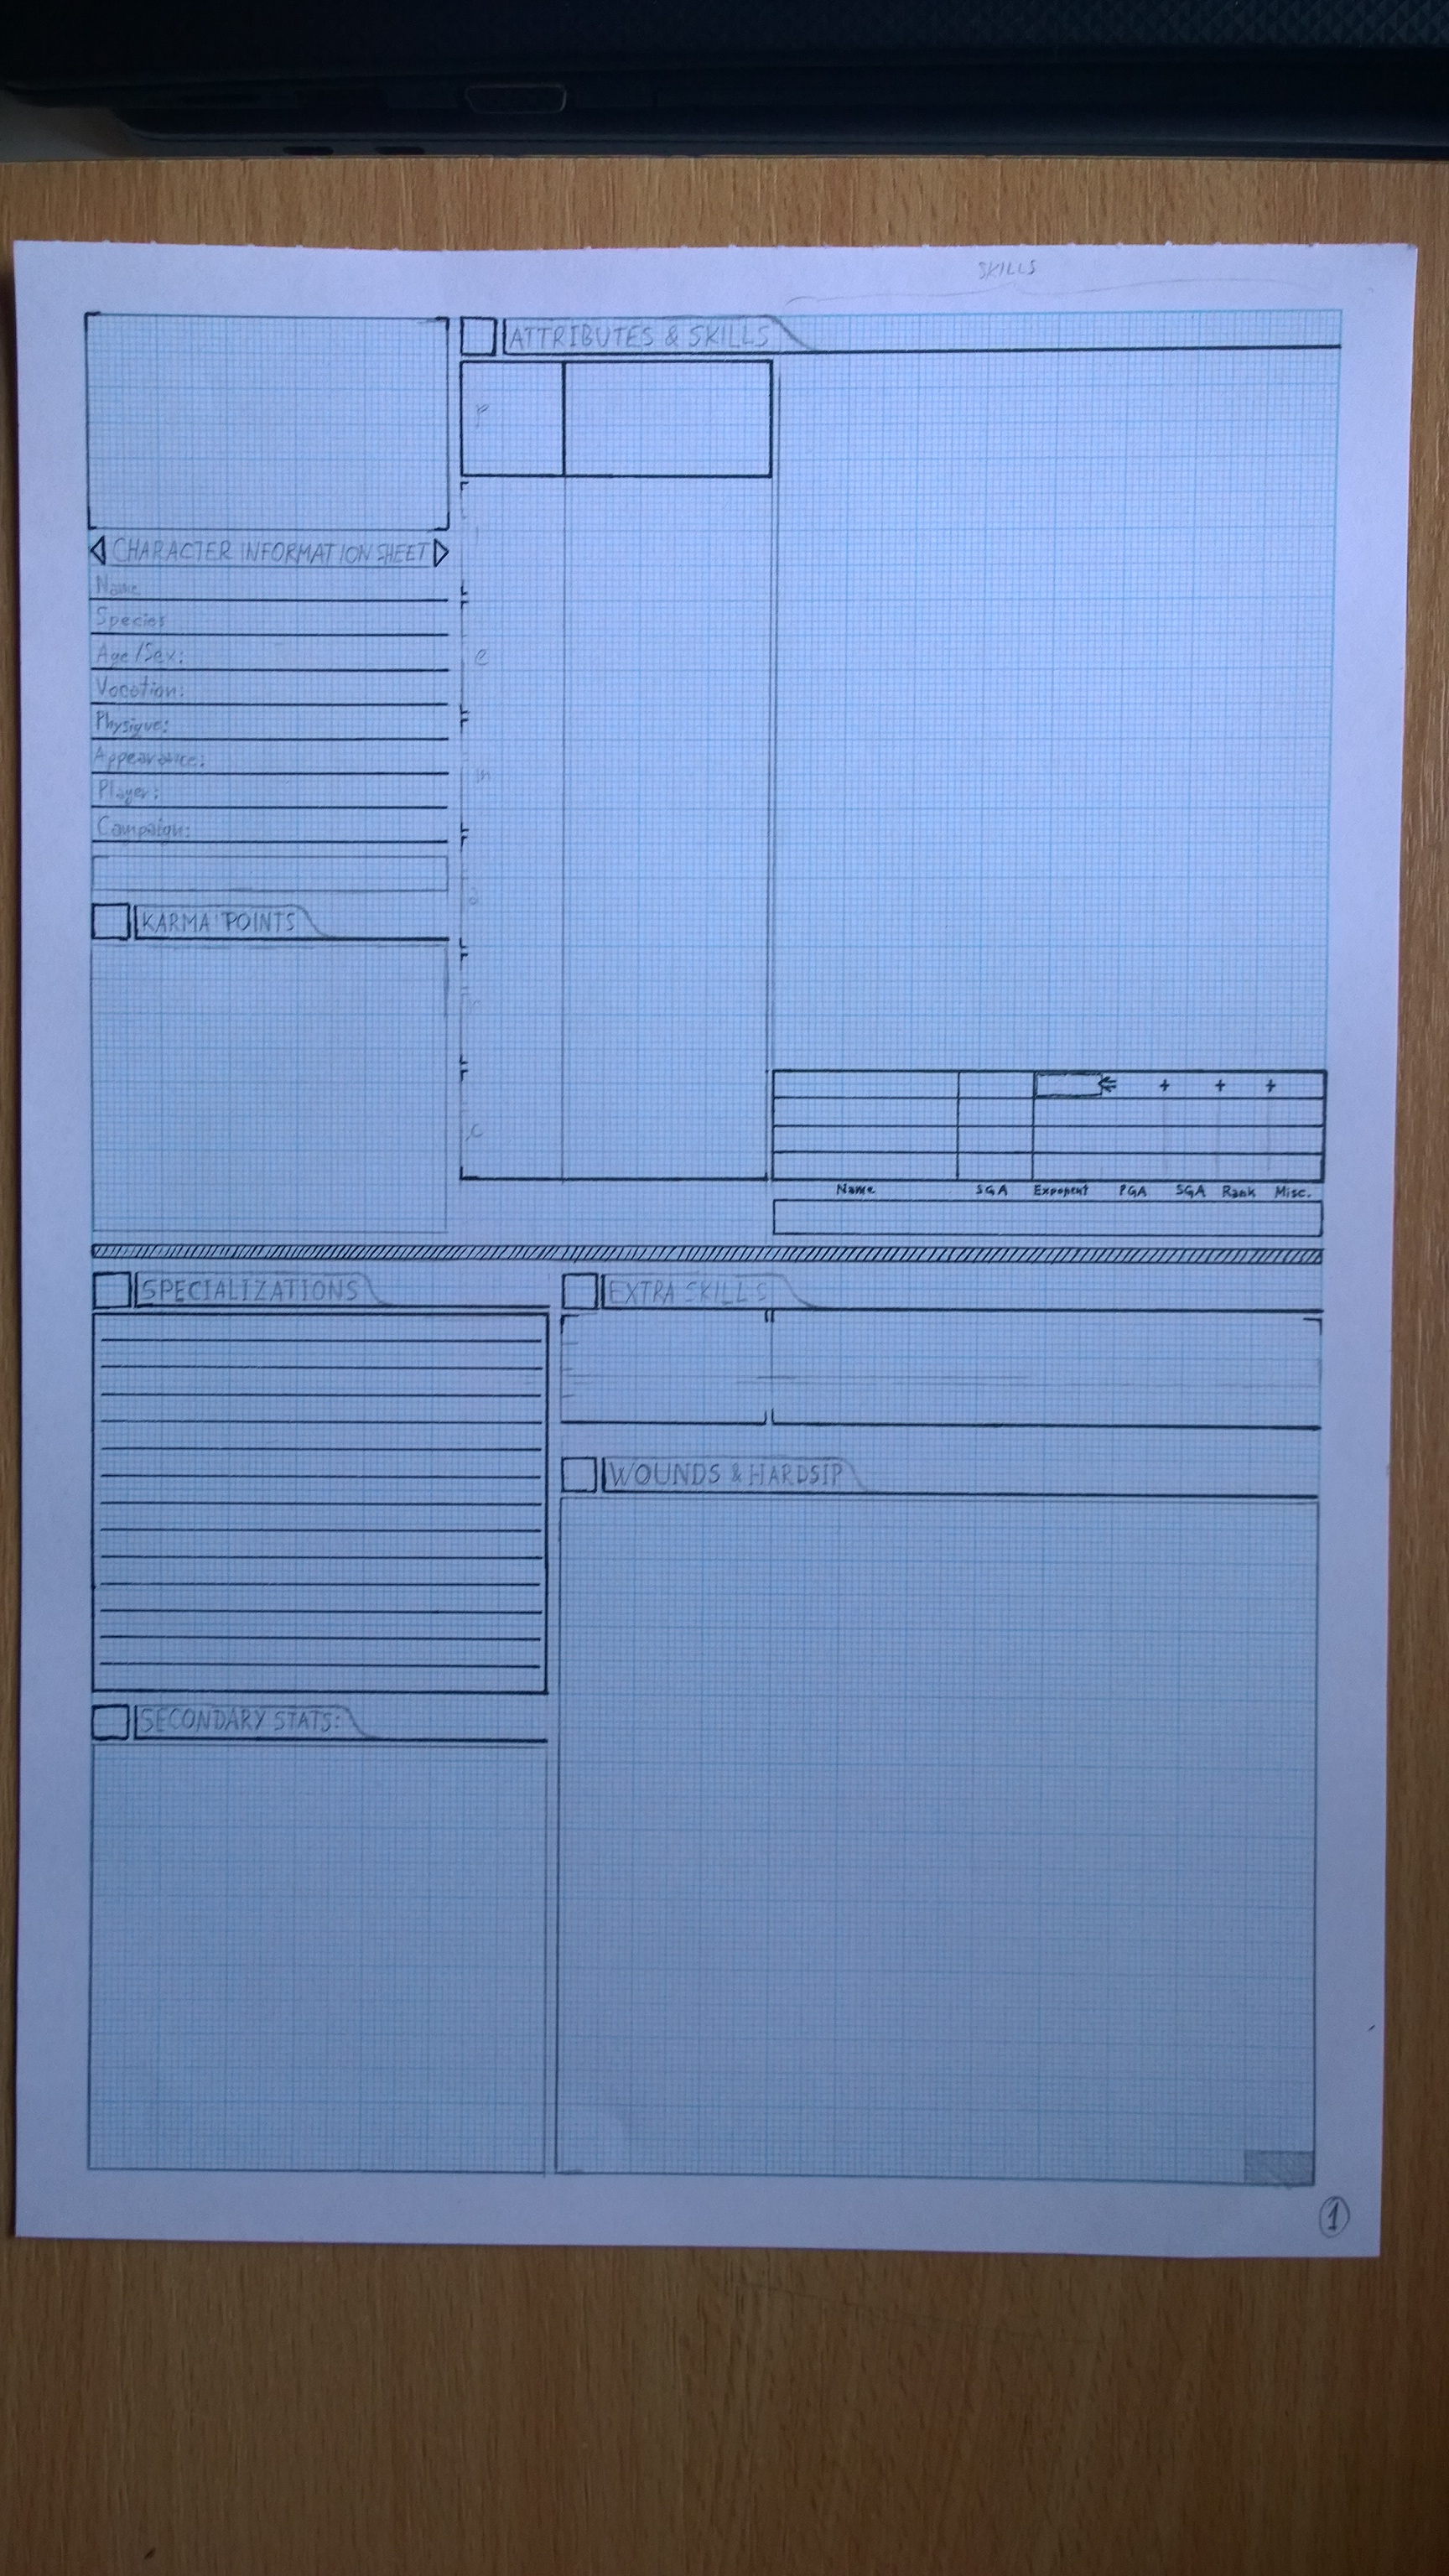 SKILLS
ATTRIBUTES & SKILLS
P
CHARACTER INFORMATION SHEET
Name
Species
Age/Sex:
Vocation:
Physique:
Appearance:
Player:
Campaign:
e
in
KARMA POINTS
c
+ + +
Name SGA Exponent PGA SGA Rank Misc.
SPECIALIZATIONS
EXTRA SKILLS
WOUNDS & HARDSIP
SECONDARY STATS:
1